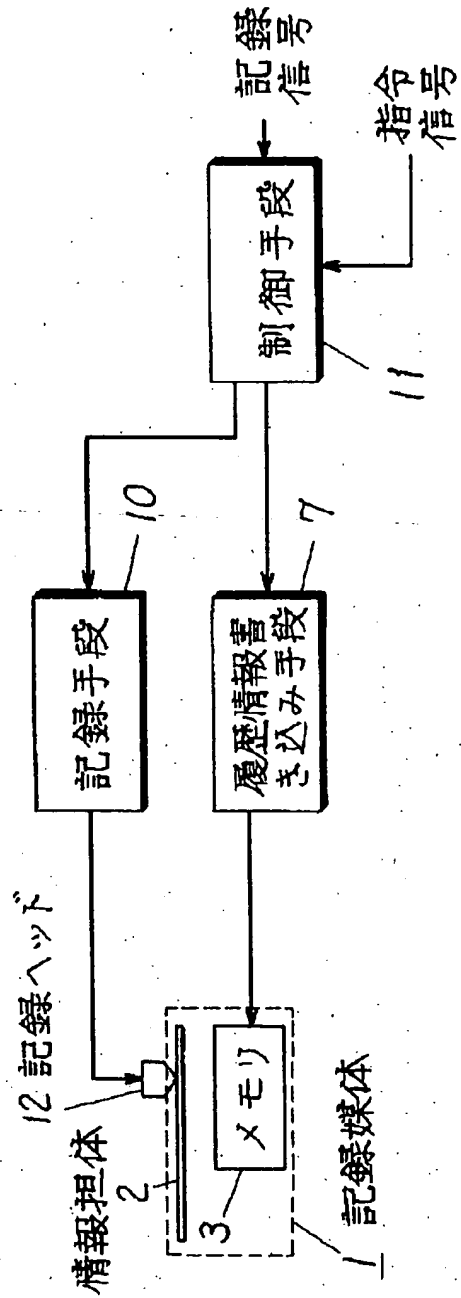 12 記録ヘッド
情報担体
2
3
メモリ
1
記録媒体
記録手段
10
履歴情報書
き込み手段
7
制御手段
11
記録
信号
指令
信号